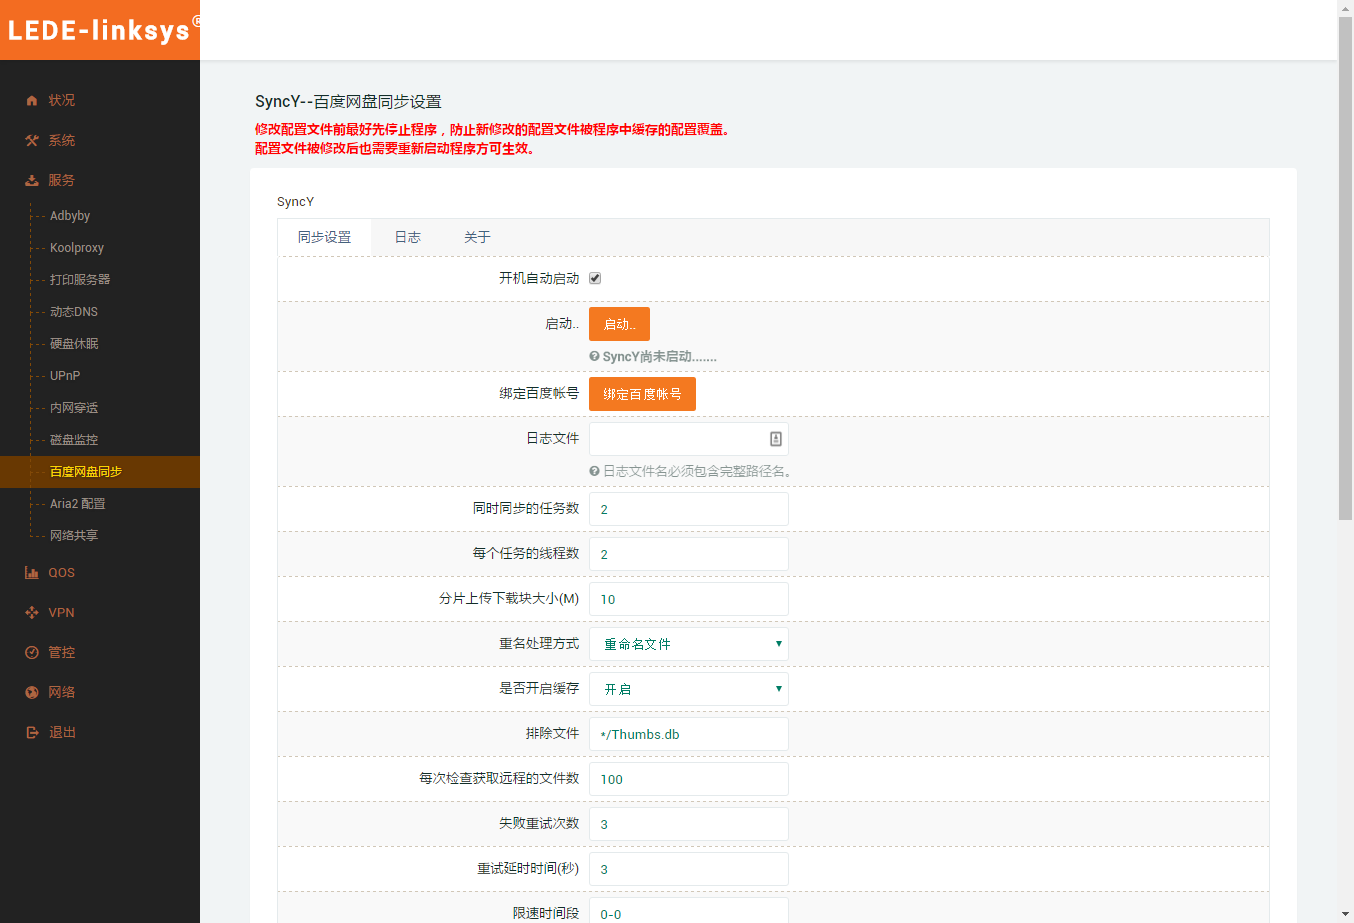 LEDE-linksys®
状况
系统
服务
Adbyby
Koolproxy
打印服务器
动态DNS
硬盘休眠
UPnP
内网穿透
磁盘监控
百度网盘同步
Aria2 配置
网络共享
QOS
VPN
管控
网络
退出
SyncY--百度网盘同步设置
修改配置文件前最好先停止程序，防止新修改的配置文件被程序中缓存的配置覆盖。
配置文件被修改后也需要重新启动程序方可生效。
SyncY
同步设置 日志 关于
开机自动启动
启动.. 启动..
SyncY尚未启动.......
绑定百度帐号 绑定百度帐号
日志文件
日志文件名必须包含完整路径名。
同时同步的任务数 2
每个任务的线程数 2
分片上传下载块大小(M) 10
重名处理方式 重命名文件
是否开启缓存 开启
排除文件 */Thumbs.db
每次检查获取远程的文件数 100
失败重试次数 3
重试延时时间(秒) 3
限速时间段 0-0